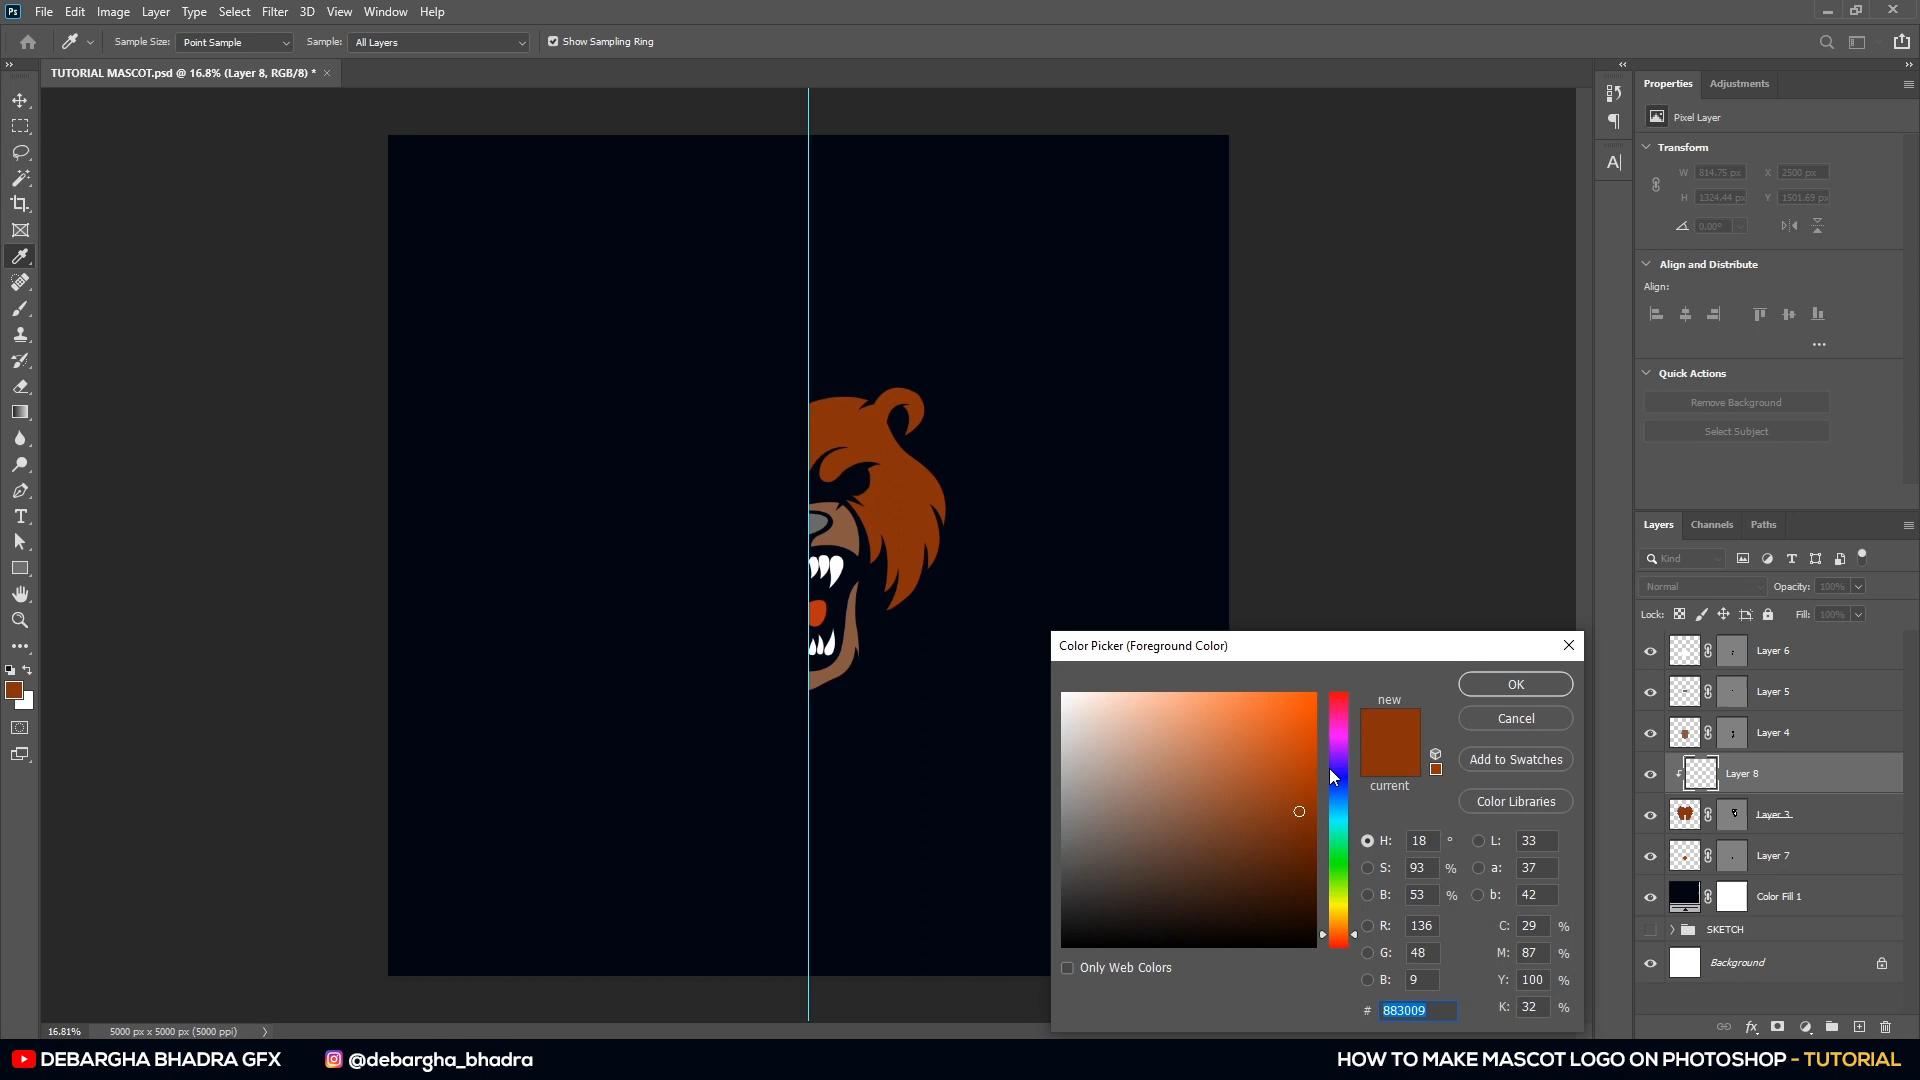 Ps File Edit Image Layer Type Select Filter 3D View Window Help
Sample Size: Point Sample Sample: All Layers Show Sampling Ring
TUTORIAL MASCOT.psd @ 16.8% (Layer 8, RGB/8) *
Properties Adjustments
Pixel Layer
Transform
W 814.75 px X 2500 px
H 1324.44 px Y 1501.69 px
0.00°
Align and Distribute
Align:
Quick Actions
Remove Background
Select Subject
Layers Channels Paths
Kind
Normal Opacity: 100%
Lock: Fill: 100%
Layer 6
Layer 5
Layer 4
Layer 8
Layer 3
Layer 7
Color Fill 1
SKETCH
Background
Color Picker (Foreground Color)
new
current
OK
Cancel
Add to Swatches
Color Libraries
H: 18 ° L: 33
S: 93 % a: 37
B: 53 % b: 42
R: 136 C: 29 %
G: 48 M: 87 %
B: 9 Y: 100 %
# 883009 K: 32 %
Only Web Colors
16.81% 5000 px x 5000 px (5000 ppi)
DEBARGHA BHADRA GFX @debargha_bhadra HOW TO MAKE MASCOT LOGO ON PHOTOSHOP - TUTORIAL